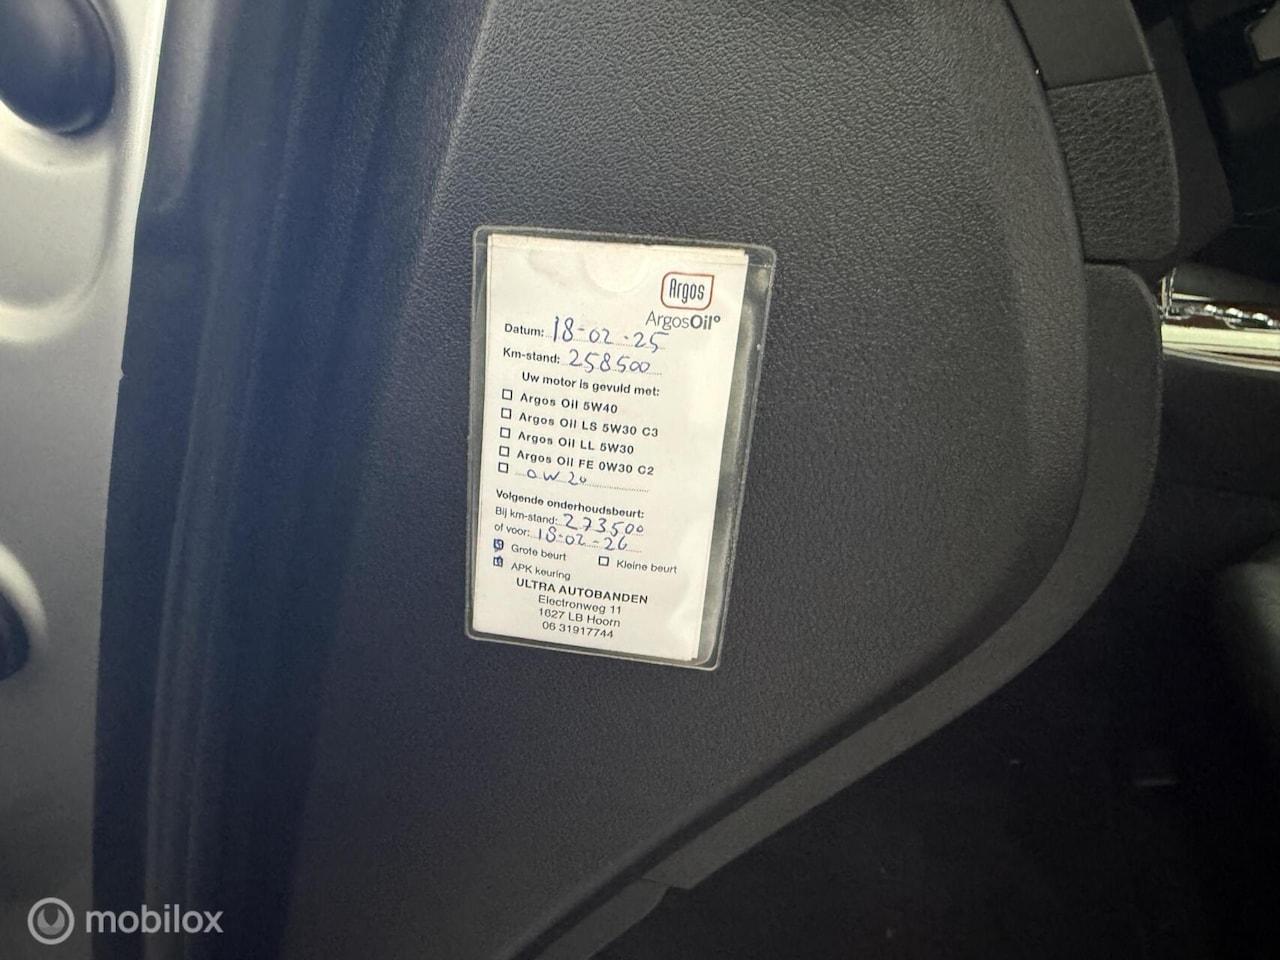 Argos
ArgosOil°
Datum: 18-02-25
Km-stand: 258500
Uw motor is gevuld met:
☐ Argos Oil 5W40
☐ Argos Oil LS 5W30 C3
☐ Argos Oil LL 5W30
☐ Argos Oil FE 0W30 C2
☐ 0W20
Volgende onderhoudsbeurt:
Bij km-stand: 273500
of voor: 18-02-26
☒ Grote beurt ☐ Kleine beurt
☒ APK keuring
ULTRA AUTOBANDEN
Electronweg 11
1627 LB Hoorn
06 31917744
mobilox